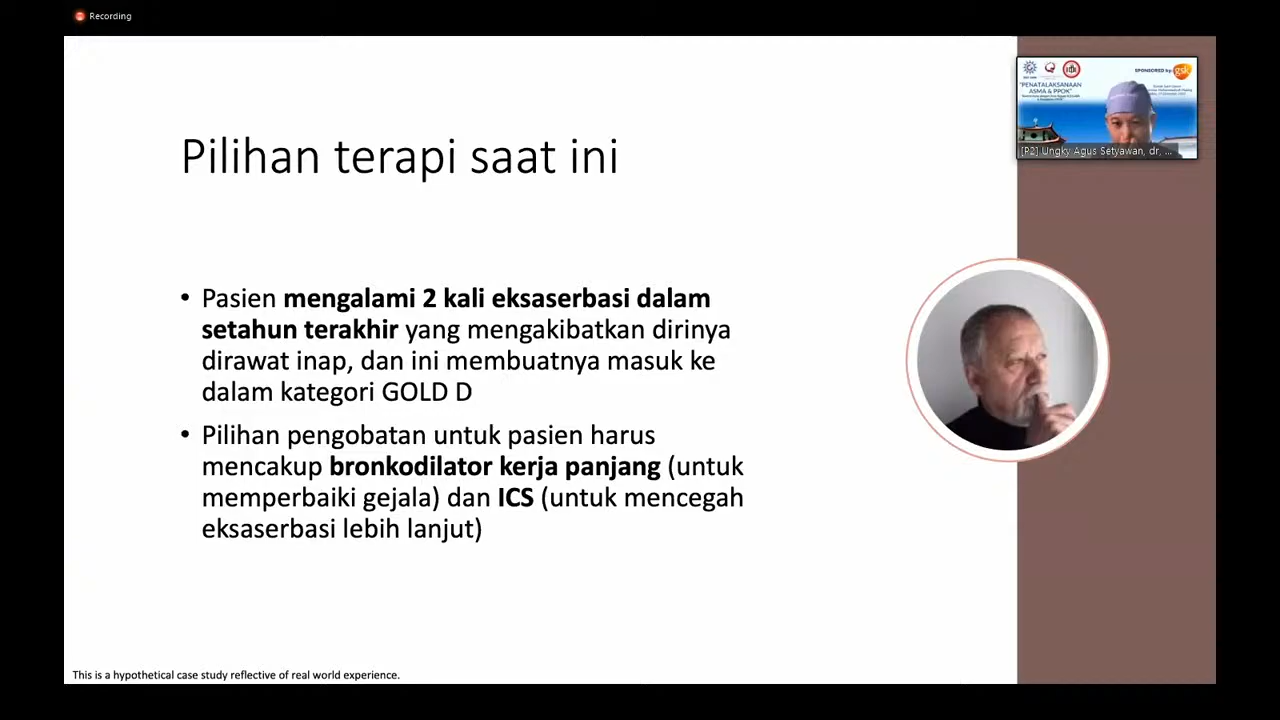 Recording
SPONSORED by: gsk
"PENATALAKSANAAN
ASMA & PPOK"
[P2] Ungky Agus Setyawan, dr, ...
Pilihan terapi saat ini
• Pasien mengalami 2 kali eksaserbasi dalam
setahun terakhir yang mengakibatkan dirinya
dirawat inap, dan ini membuatnya masuk ke
dalam kategori GOLD D
• Pilihan pengobatan untuk pasien harus
mencakup bronkodilator kerja panjang (untuk
memperbaiki gejala) dan ICS (untuk mencegah
eksaserbasi lebih lanjut)
This is a hypothetical case study reflective of real world experience.